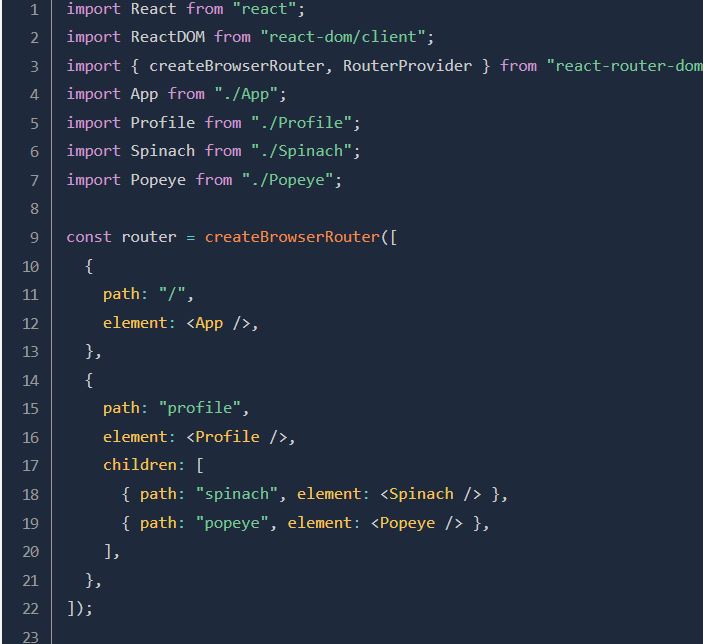 1 import React from "react";
2 import ReactDOM from "react-dom/client";
3 import { createBrowserRouter, RouterProvider } from "react-router-dom
4 import App from "./App";
5 import Profile from "./Profile";
6 import Spinach from "./Spinach";
7 import Popeye from "./Popeye";
8
9 const router = createBrowserRouter([
10   {
11     path: "/",
12     element: <App />,
13   },
14   {
15     path: "profile",
16     element: <Profile />,
17     children: [
18       { path: "spinach", element: <Spinach /> },
19       { path: "popeye", element: <Popeye /> },
20     ],
21   },
22 ]);
23